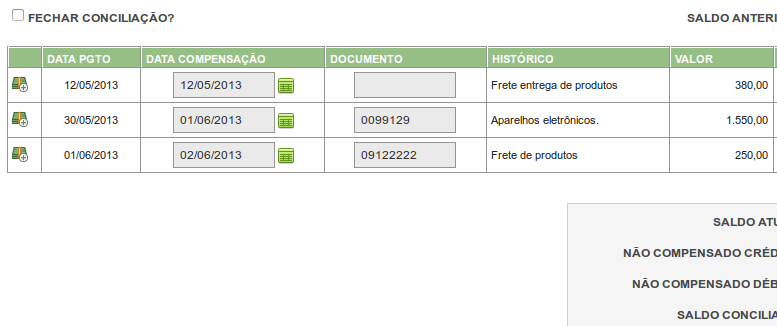 FECHAR CONCILIAÇÃO? SALDO ANTERI
DATA PGTO DATA COMPENSAÇÃO DOCUMENTO HISTÓRICO VALOR
12/05/2013 12/05/2013 Frete entrega de produtos 380,00
30/05/2013 01/06/2013 0099129 Aparelhos eletrônicos. 1.550,00
01/06/2013 02/06/2013 09122222 Frete de produtos 250,00
SALDO ATU
NÃO COMPENSADO CRÉD
NÃO COMPENSADO DÉB
SALDO CONCILIA